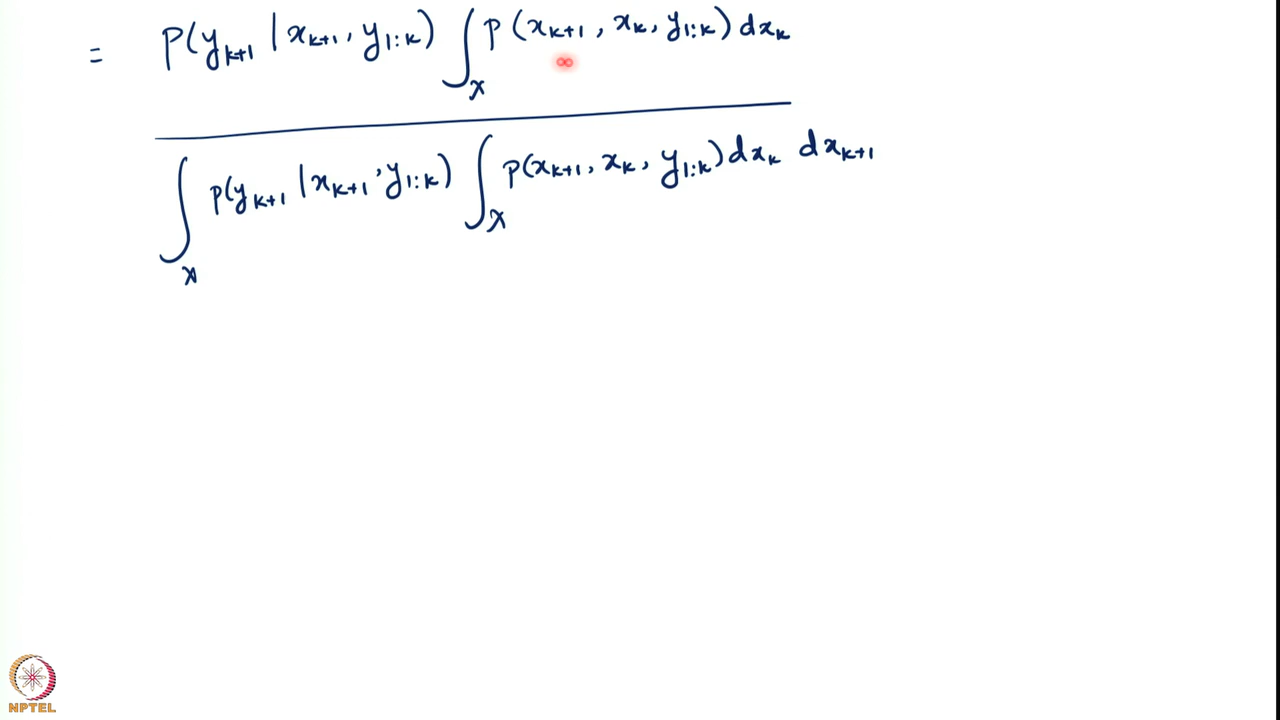 = P(y_{k+1} | x_{k+1}, y_{1:k}) ∫_X P(x_{k+1}, x_k, y_{1:k}) dx_k
∫_X P(y_{k+1} | x_{k+1}, y_{1:k}) ∫_X P(x_{k+1}, x_k, y_{1:k}) dx_k dx_{k+1}
NPTEL